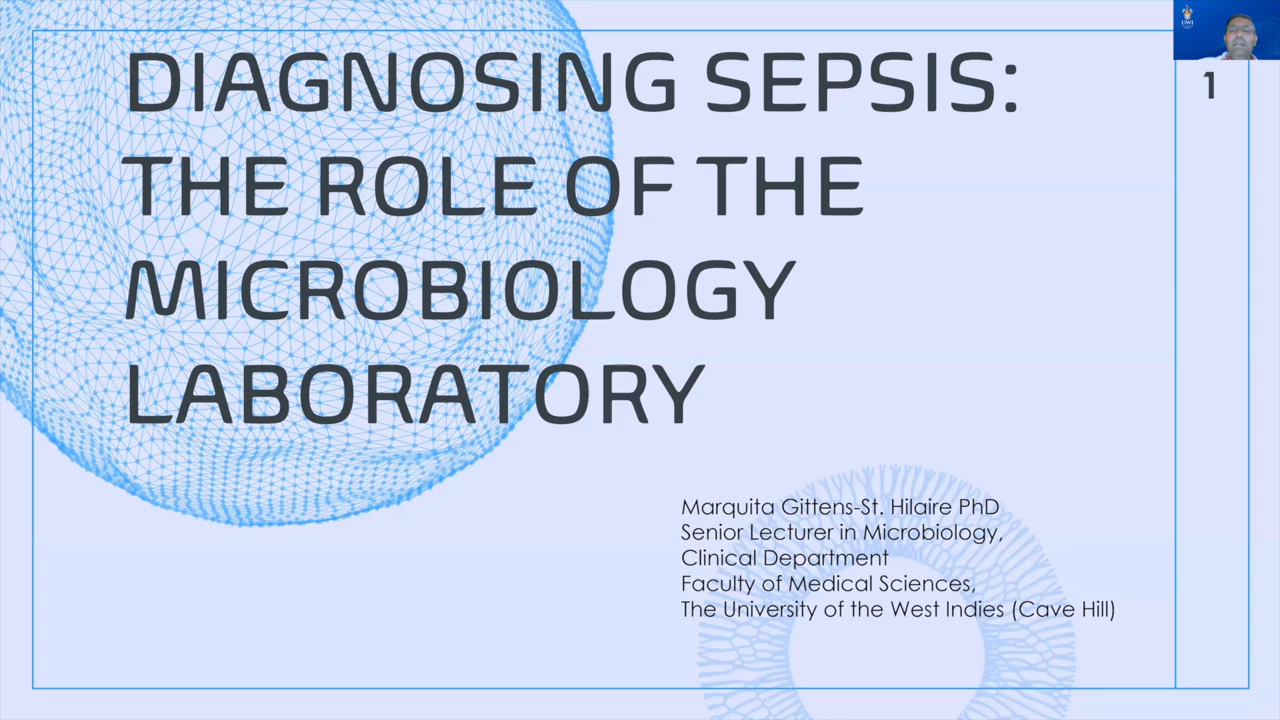 DIAGNOSING SEPSIS:
THE ROLE OF THE
MICROBIOLOGY
LABORATORY
1
UWI
Marquita Gittens-St. Hilaire PhD
Senior Lecturer in Microbiology,
Clinical Department
Faculty of Medical Sciences,
The University of the West Indies (Cave Hill)